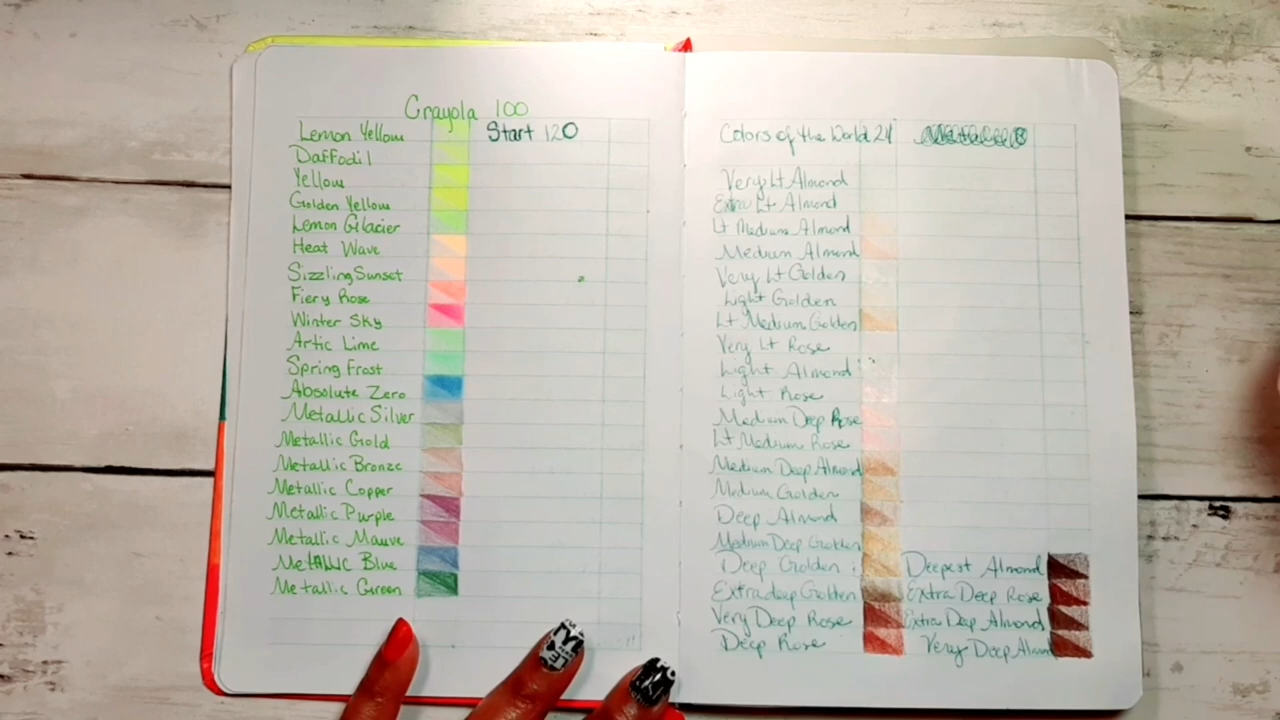 Crayola 100
Lemon Yellow
Start 120
Daffodil
Yellow
Golden Yellow
Lemon Glacier
Heat Wave
Sizzling Sunset
Fiery Rose
Winter Sky
Artic Lime
Spring Frost
Absolute Zero
Metallic Silver
Metallic Gold
Metallic Bronze
Metallic Copper
Metallic Purple
Metallic Mauve
Metallic Blue
Metallic Green
Colors of the World 24
Very Lt Almond
Extra Lt Almond
Lt Medium Almond
Medium Almond
Very Lt Golden
Light Golden
Lt Medium Golden
Very Lt Rose
Light Almond
Light Rose
Medium Deep Rose
Lt Medium Rose
Medium Deep Almond
Medium Golden
Deep Almond
Medium Deep Golden
Deep Golden
Deepest Almond
Extradeep Golden
Extra Deep Rose
Very Deep Rose
Extra Deep Almond
Deep Rose
Very Deep Almon